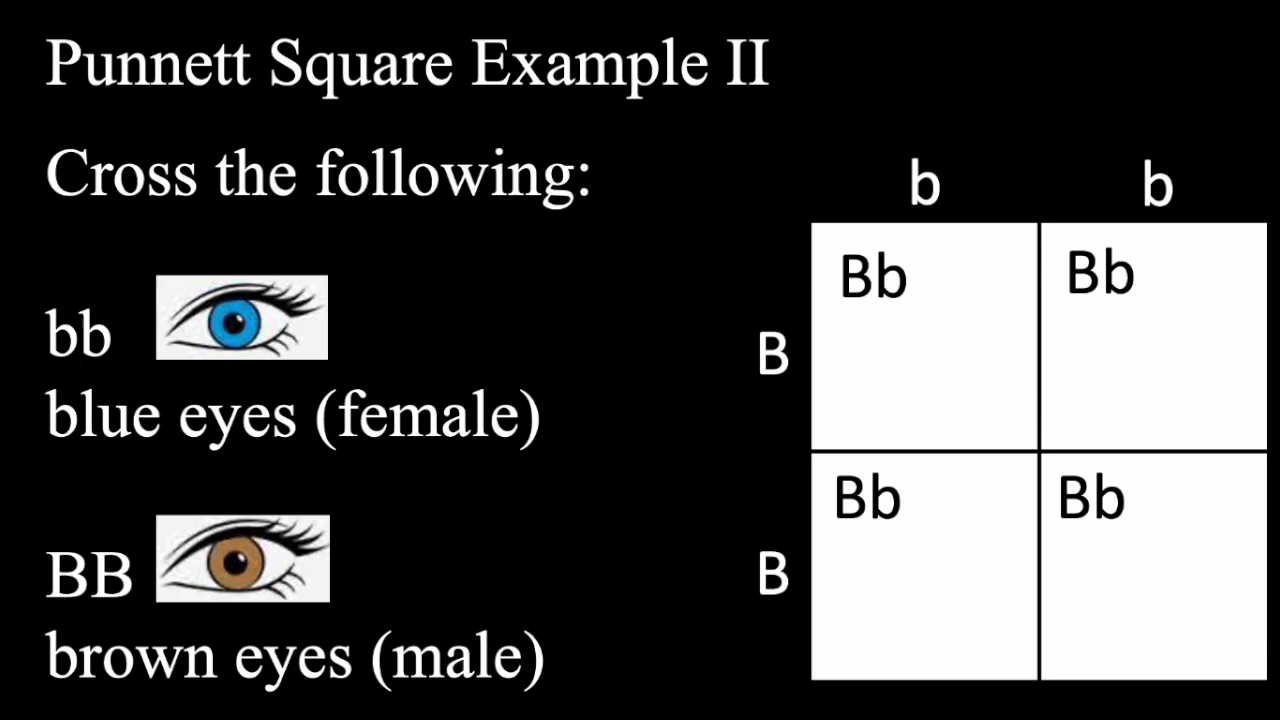 Punnett Square Example II
Cross the following:
bb
blue eyes (female)
BB
brown eyes (male)
b b
Bb Bb
B
Bb Bb
B